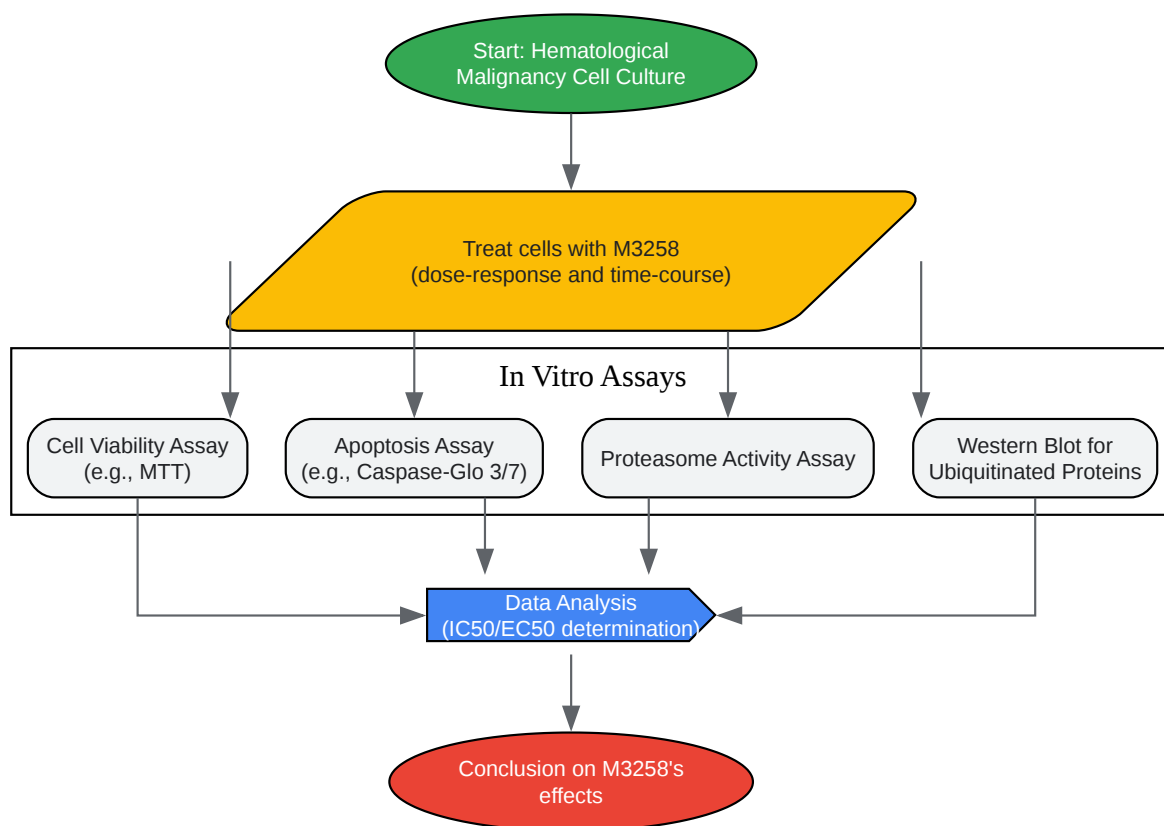 Start: Hematological
Malignancy Cell Culture
Treat cells with M3258
(dose-response and time-course)
In Vitro Assays
Cell Viability Assay
(e.g., MTT)
Apoptosis Assay
(e.g., Caspase-Glo 3/7)
Proteasome Activity Assay
Western Blot for
Ubiquitinated Proteins
Data Analysis
(IC50/EC50 determination)
Conclusion on M3258's
effects